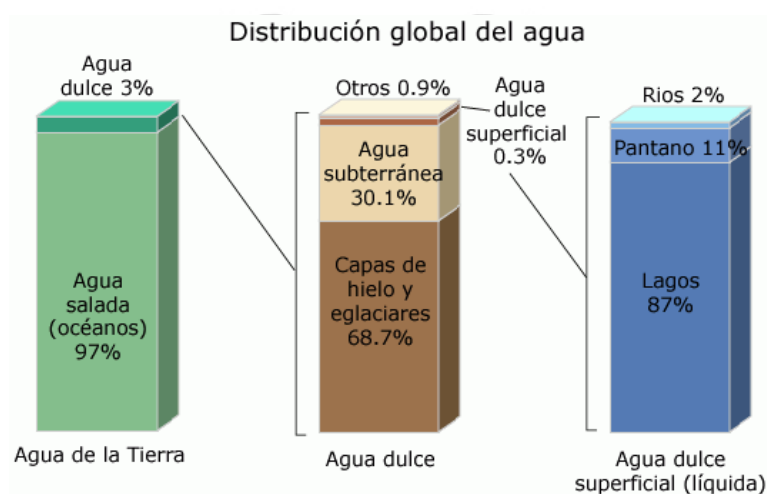 Distribución global del agua
Agua
dulce 3%
Agua
salada
(océanos)
97%
Agua de la Tierra
Otros 0.9%
Agua
dulce
superficial
0.3%
Agua
subterránea
30.1%
Capas de
hielo y
eglaciares
68.7%
Agua dulce
Rios 2%
Pantano 11%
Lagos
87%
Agua dulce
superficial (líquida)